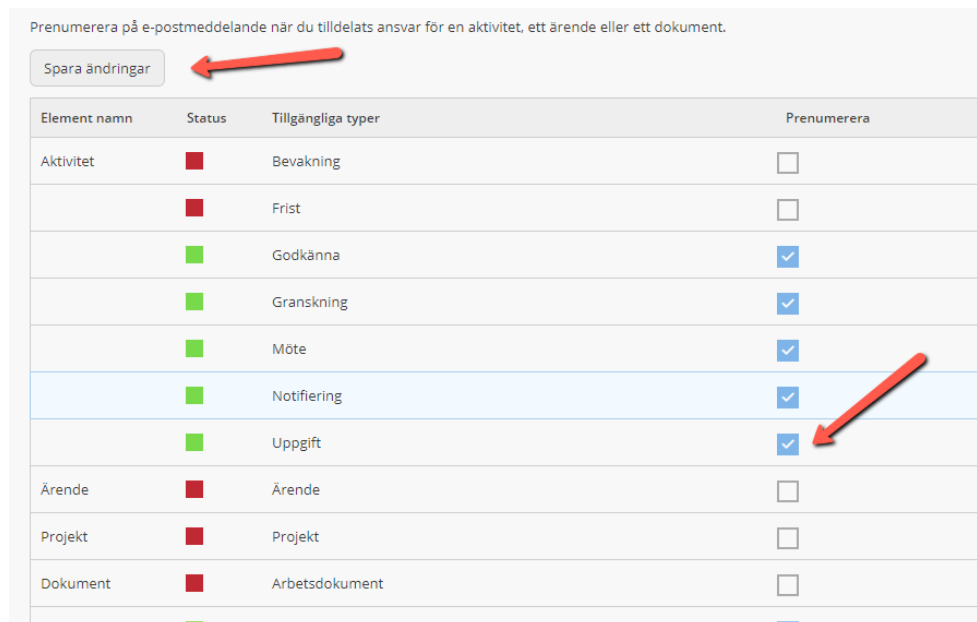 Prenumerera på e-postmeddelande när du tilldelats ansvar för en aktivitet, ett ärende eller ett dokument.
Spara ändringar
Element namn Status Tillgängliga typer Prenumerera
Aktivitet Bevakning
Frist
Godkänna
Granskning
Möte
Notifiering
Uppgift
Ärende Ärende
Projekt Projekt
Dokument Arbetsdokument